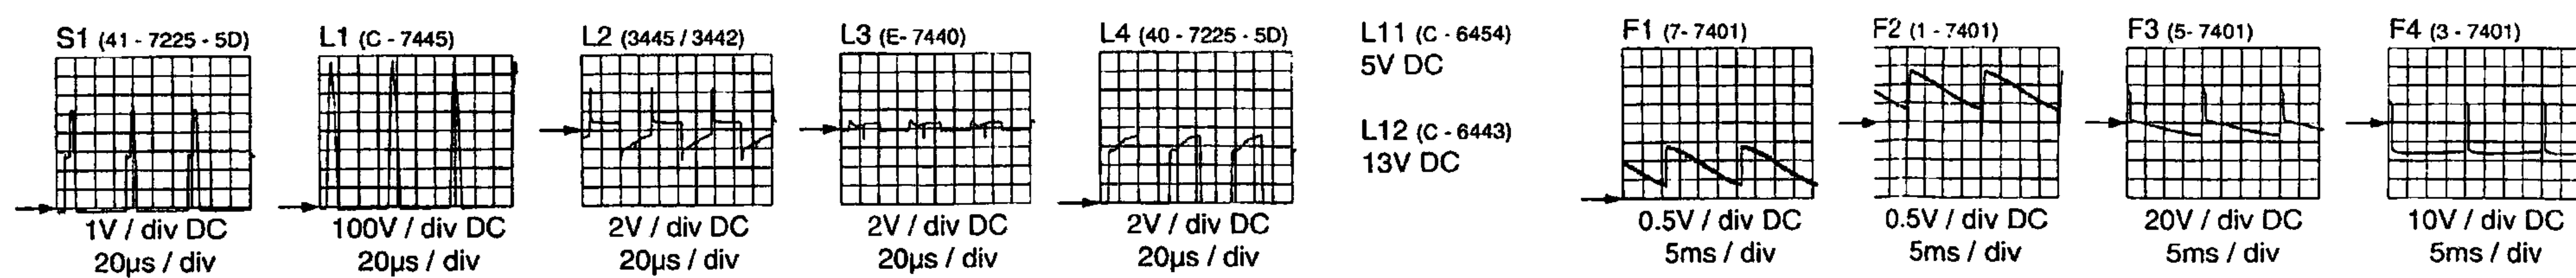 S1 (41 - 7225 - 5D)
1V / div DC
20µs / div
L1 (C - 7445)
100V / div DC
20µs / div
L2 (3445 / 3442)
2V / div DC
20µs / div
L3 (E- 7440)
2V / div DC
20µs / div
L4 (40 - 7225 - 5D)
2V / div DC
20µs / div
L11 (C - 6454)
5V DC
L12 (C - 6443)
13V DC
F1 (7- 7401)
0.5V / div DC
5ms / div
F2 (1 - 7401)
0.5V / div DC
5ms / div
F3 (5- 7401)
20V / div DC
5ms / div
F4 (3 - 7401)
10V / div DC
5ms / div